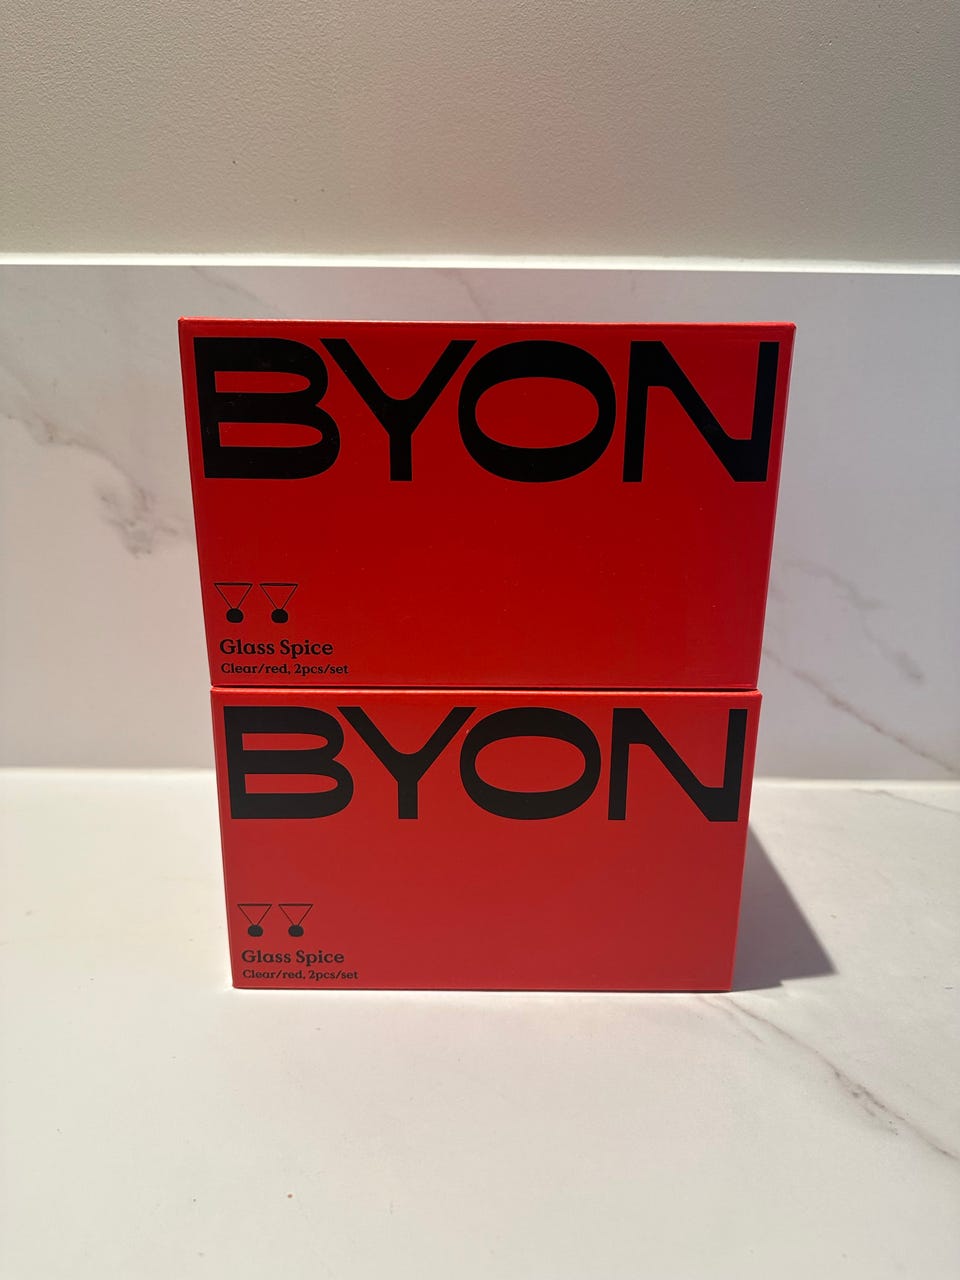 BYON
Glass Spice
Clear/red, 2pcs/set
BYON
Glass Spice
Clear/red, 2pcs/set